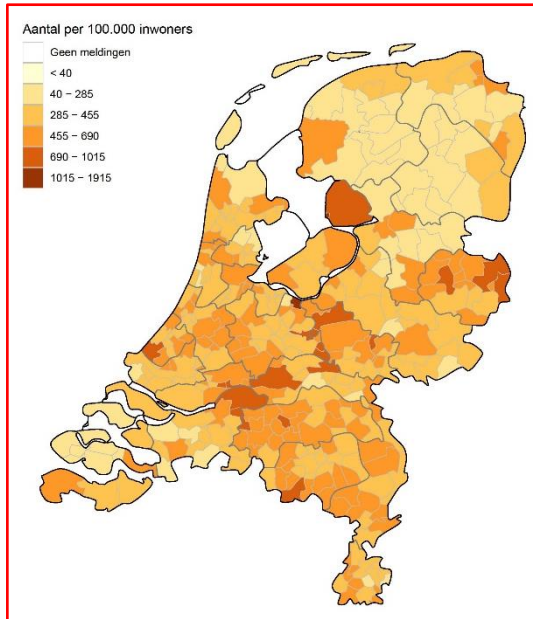 Aantal per 100.000 inwoners
Geen meldingen
< 40
40 – 285
285 – 455
455 – 690
690 – 1015
1015 – 1915